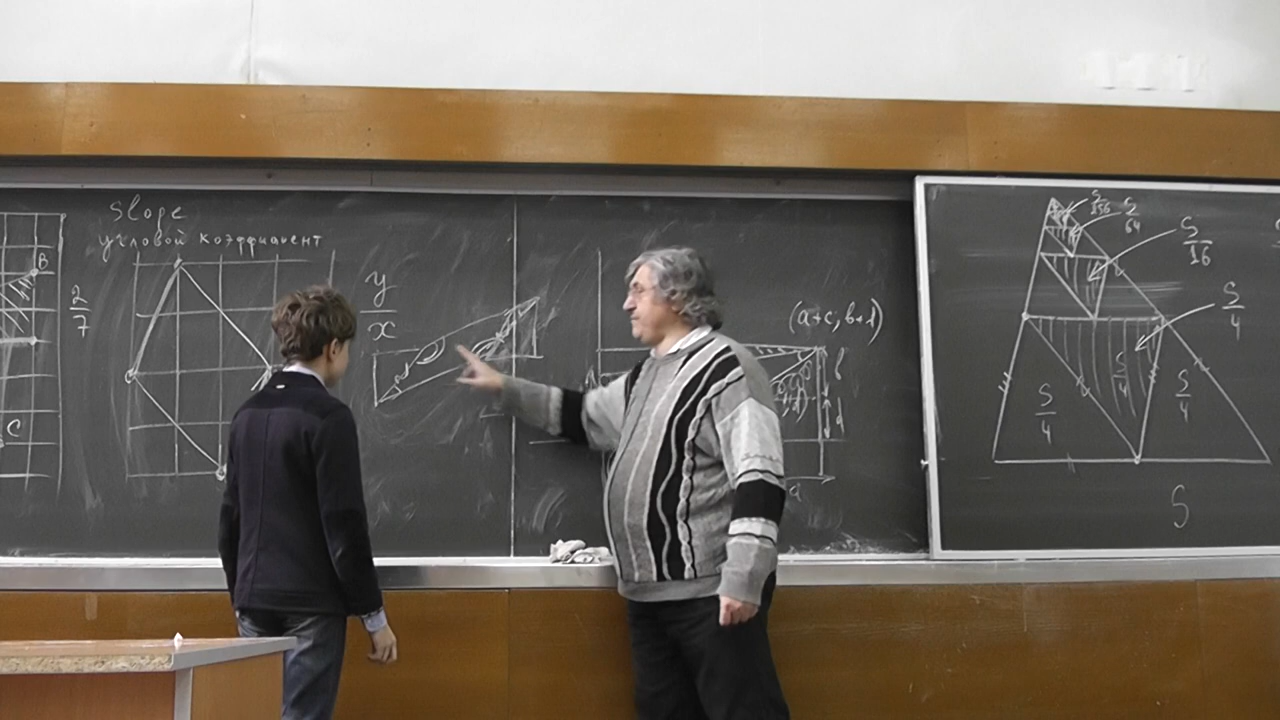 Slope
угловой коэффициент
B
2/7
C
y/x
(a+c, b+d)
b
d
a
S/256
S/64
S/16
S/4
S/4
S/4
S/4
S